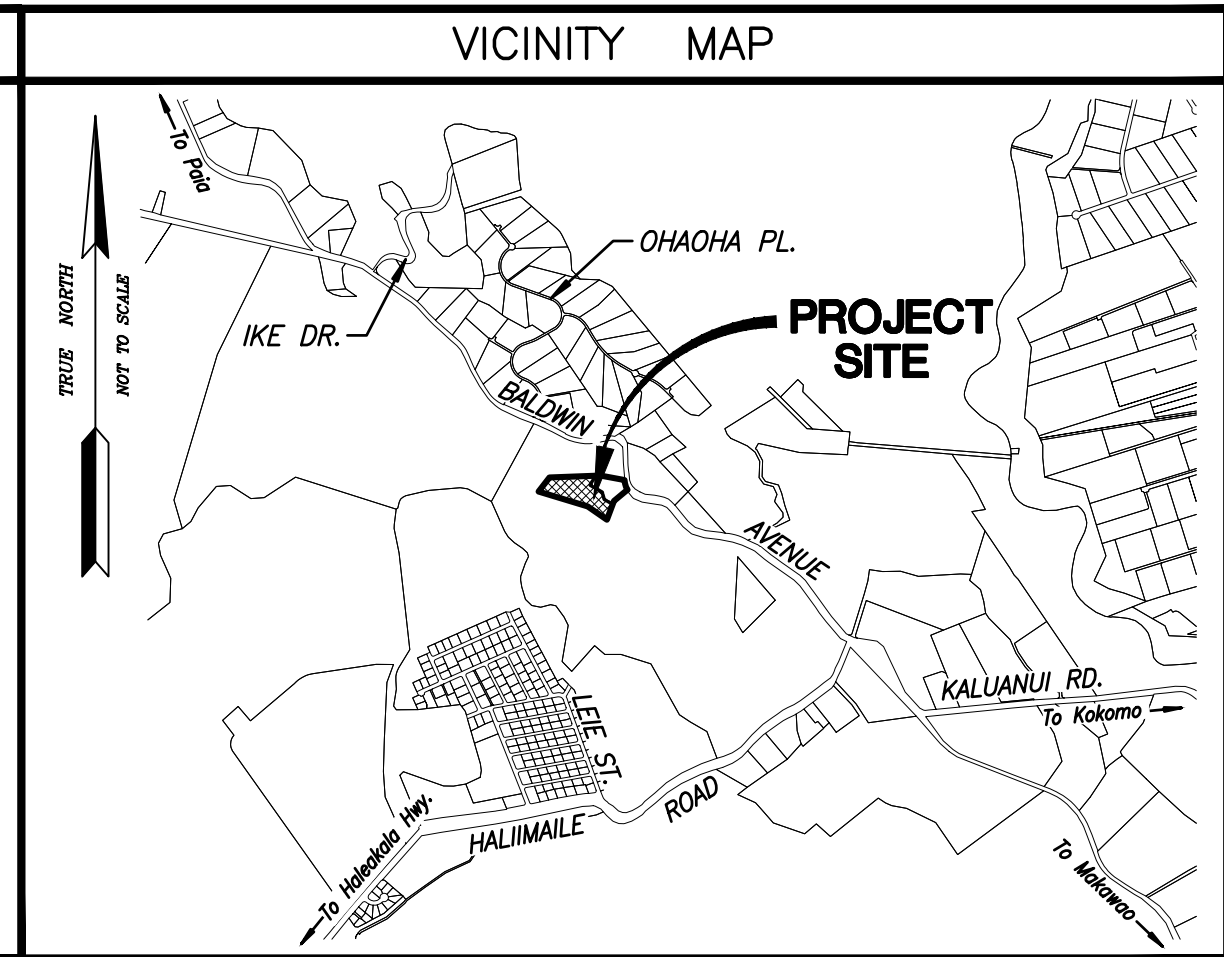 VICINITY MAP
To Paia
OHAOHA PL.
TRUE NORTH
NOT TO SCALE
IKE DR.
PROJECT
SITE
BALDWIN
AVENUE
KALUANUI RD.
To Kokomo
LEIE ST.
ROAD
HALIIMAILE
To Haleakala Hwy.
To Makawao